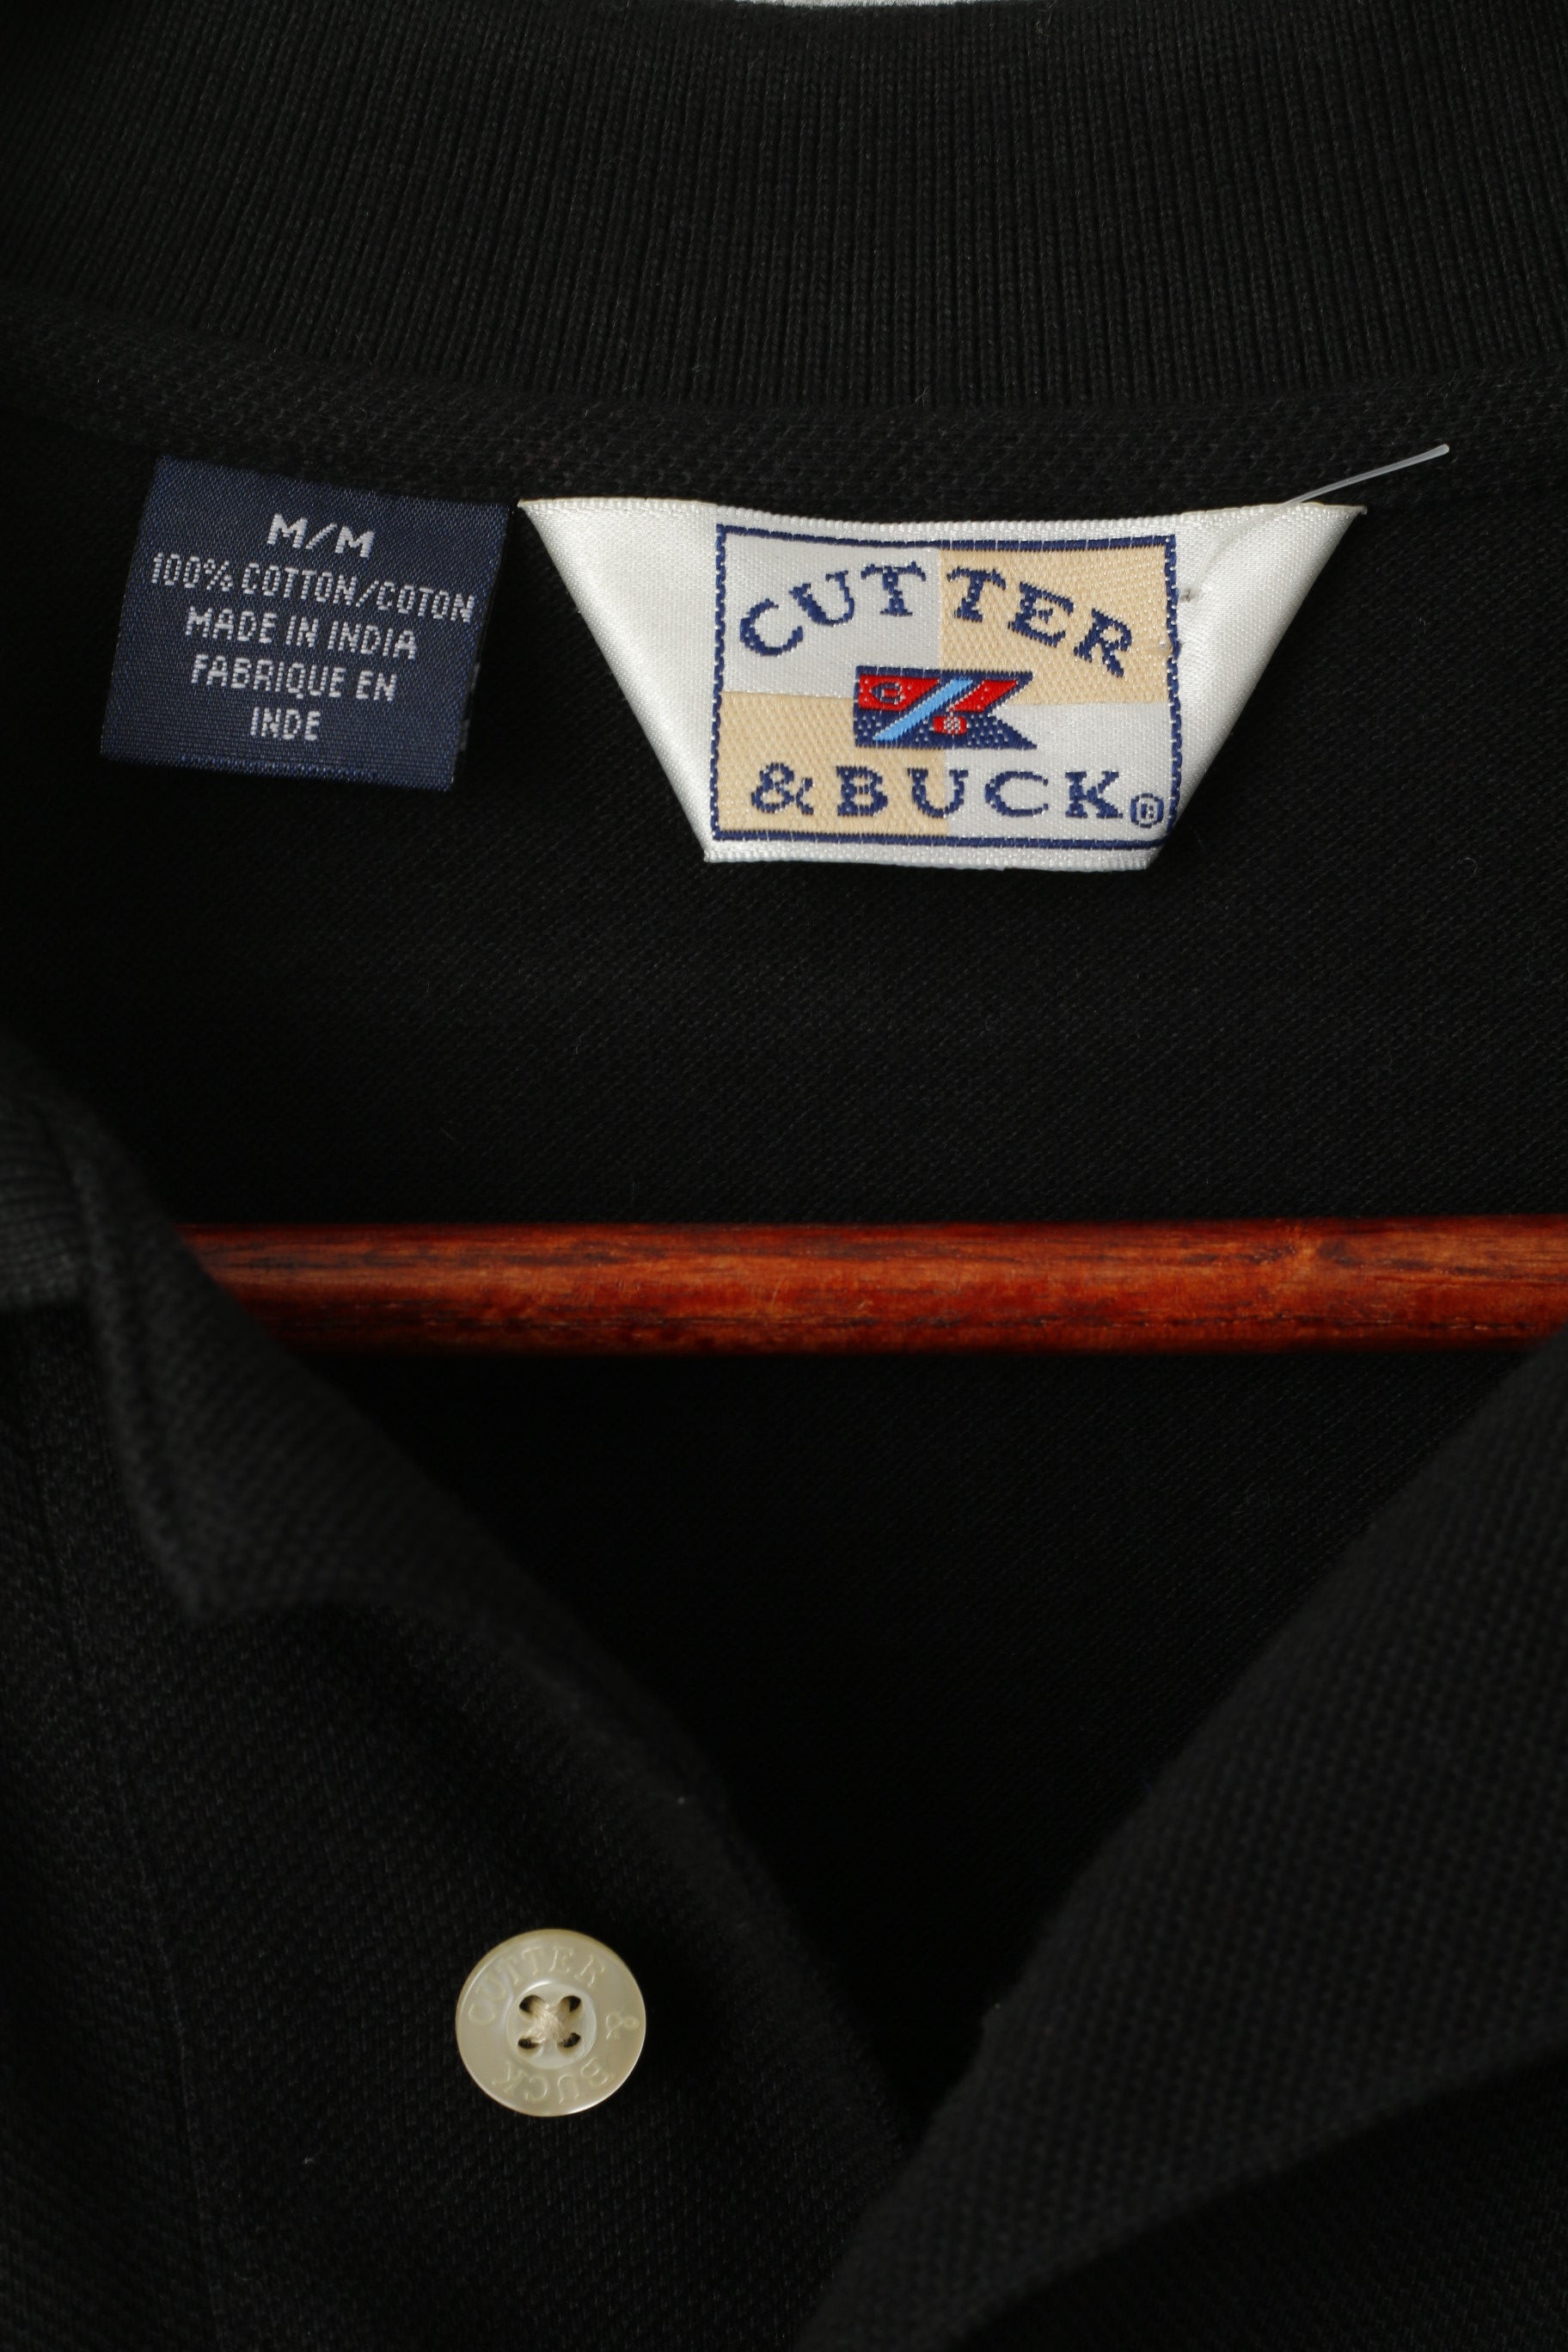 M/M
100% COTTON/COTON
MADE IN INDIA
FABRIQUE EN
INDE
CUTTER
C B
& BUCK®
CUTTER & BUCK